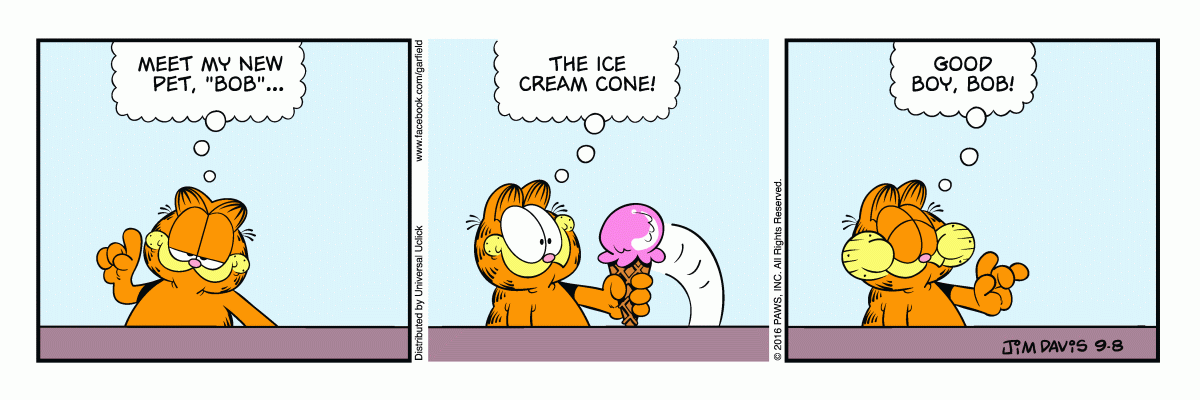 MEET MY NEW
PET, "BOB"...
Distributed by Universal Uclick
www.facebook.com/garfield
THE ICE
CREAM CONE!
© 2016 PAWS, INC. All Rights Reserved.
GOOD
BOY, BOB!
JIM DAVIS 9-8